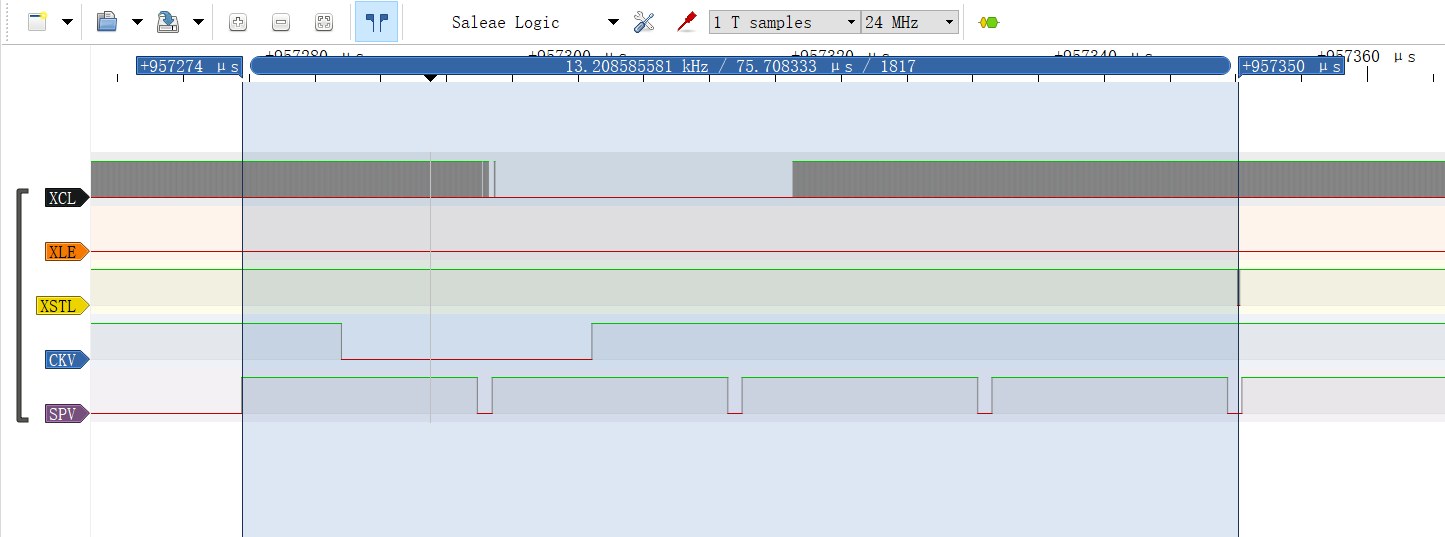 Saleae Logic 1 T samples 24 MHz
+957280 μs +957300 μs +957320 μs +957340 μs +957360 μs
+957274 μs 13.208585581 kHz / 75.708333 μs / 1817 +957350 μs
XCL
XLE
XSTL
CKV
SPV